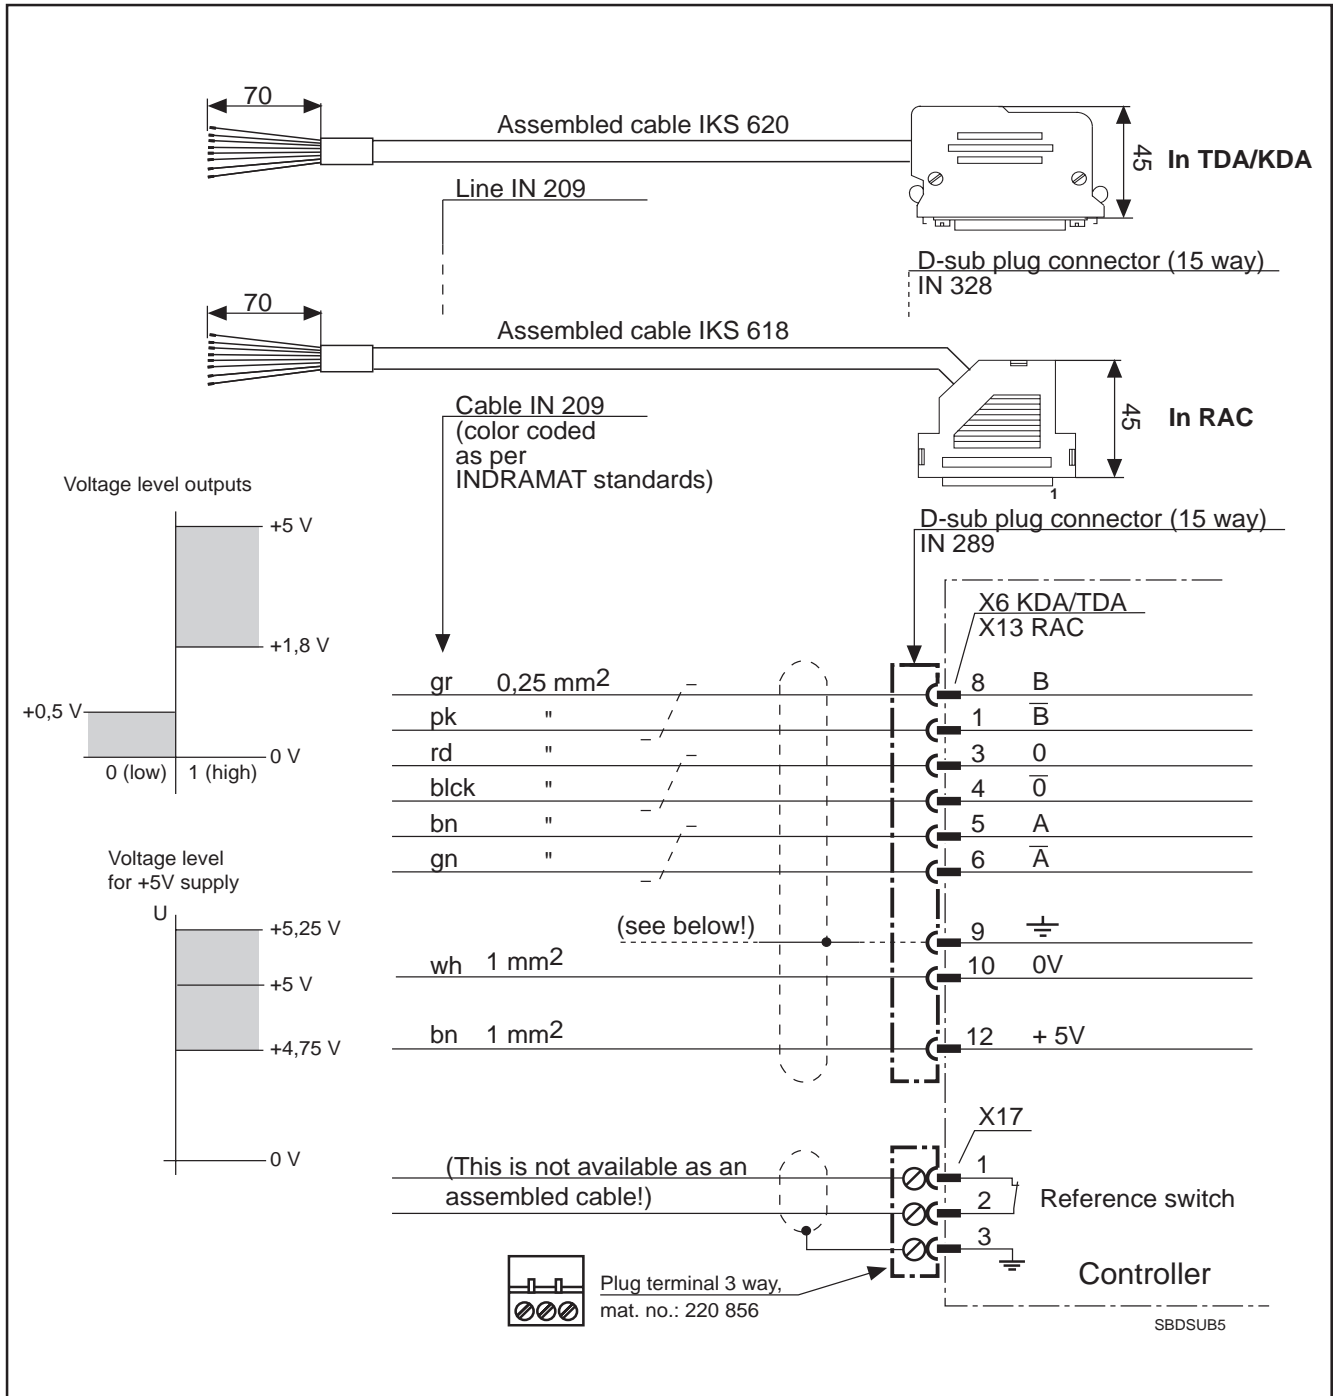 70
Assembled cable IKS 620
45
In TDA/KDA
Line IN 209
D-sub plug connector (15 way)
IN 328
70
Assembled cable IKS 618
45
In RAC
1
Cable IN 209
(color coded
as per
INDRAMAT standards)
D-sub plug connector (15 way)
IN 289
Voltage level outputs
+5 V
+1,8 V
+0,5 V
0 V
0 (low)
1 (high)
X6 KDA/TDA
X13 RAC
gr 0,25 mm2 8 B
pk " 1 B̅
rd " 3 0
blck " 4 0̅
bn " 5 A
gn " 6 A̅
Voltage level
for +5V supply
U
+5,25 V
+5 V
+4,75 V
0 V
(see below!) 9
wh 1 mm2 10 0V
bn 1 mm2 12 + 5V
X17
(This is not available as an
assembled cable!)
1
2
3
Reference switch
Controller
Plug terminal 3 way,
mat. no.: 220 856
SBDSUB5